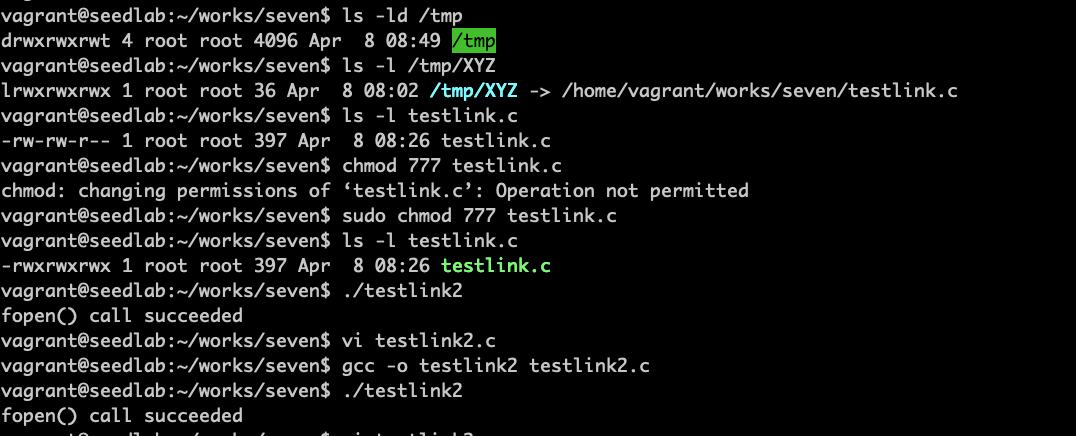 vagrant@seedlab:~/works/seven$ ls -ld /tmp
drwxrwxrwt 4 root root 4096 Apr  8 08:49 /tmp
vagrant@seedlab:~/works/seven$ ls -l /tmp/XYZ
lrwxrwxrwx 1 root root 36 Apr  8 08:02 /tmp/XYZ -> /home/vagrant/works/seven/testlink.c
vagrant@seedlab:~/works/seven$ ls -l testlink.c
-rw-rw-r-- 1 root root 397 Apr  8 08:26 testlink.c
vagrant@seedlab:~/works/seven$ chmod 777 testlink.c
chmod: changing permissions of ‘testlink.c’: Operation not permitted
vagrant@seedlab:~/works/seven$ sudo chmod 777 testlink.c
vagrant@seedlab:~/works/seven$ ls -l testlink.c
-rwxrwxrwx 1 root root 397 Apr  8 08:26 testlink.c
vagrant@seedlab:~/works/seven$ ./testlink2
fopen() call succeeded
vagrant@seedlab:~/works/seven$ vi testlink2.c
vagrant@seedlab:~/works/seven$ gcc -o testlink2 testlink2.c
vagrant@seedlab:~/works/seven$ ./testlink2
fopen() call succeeded